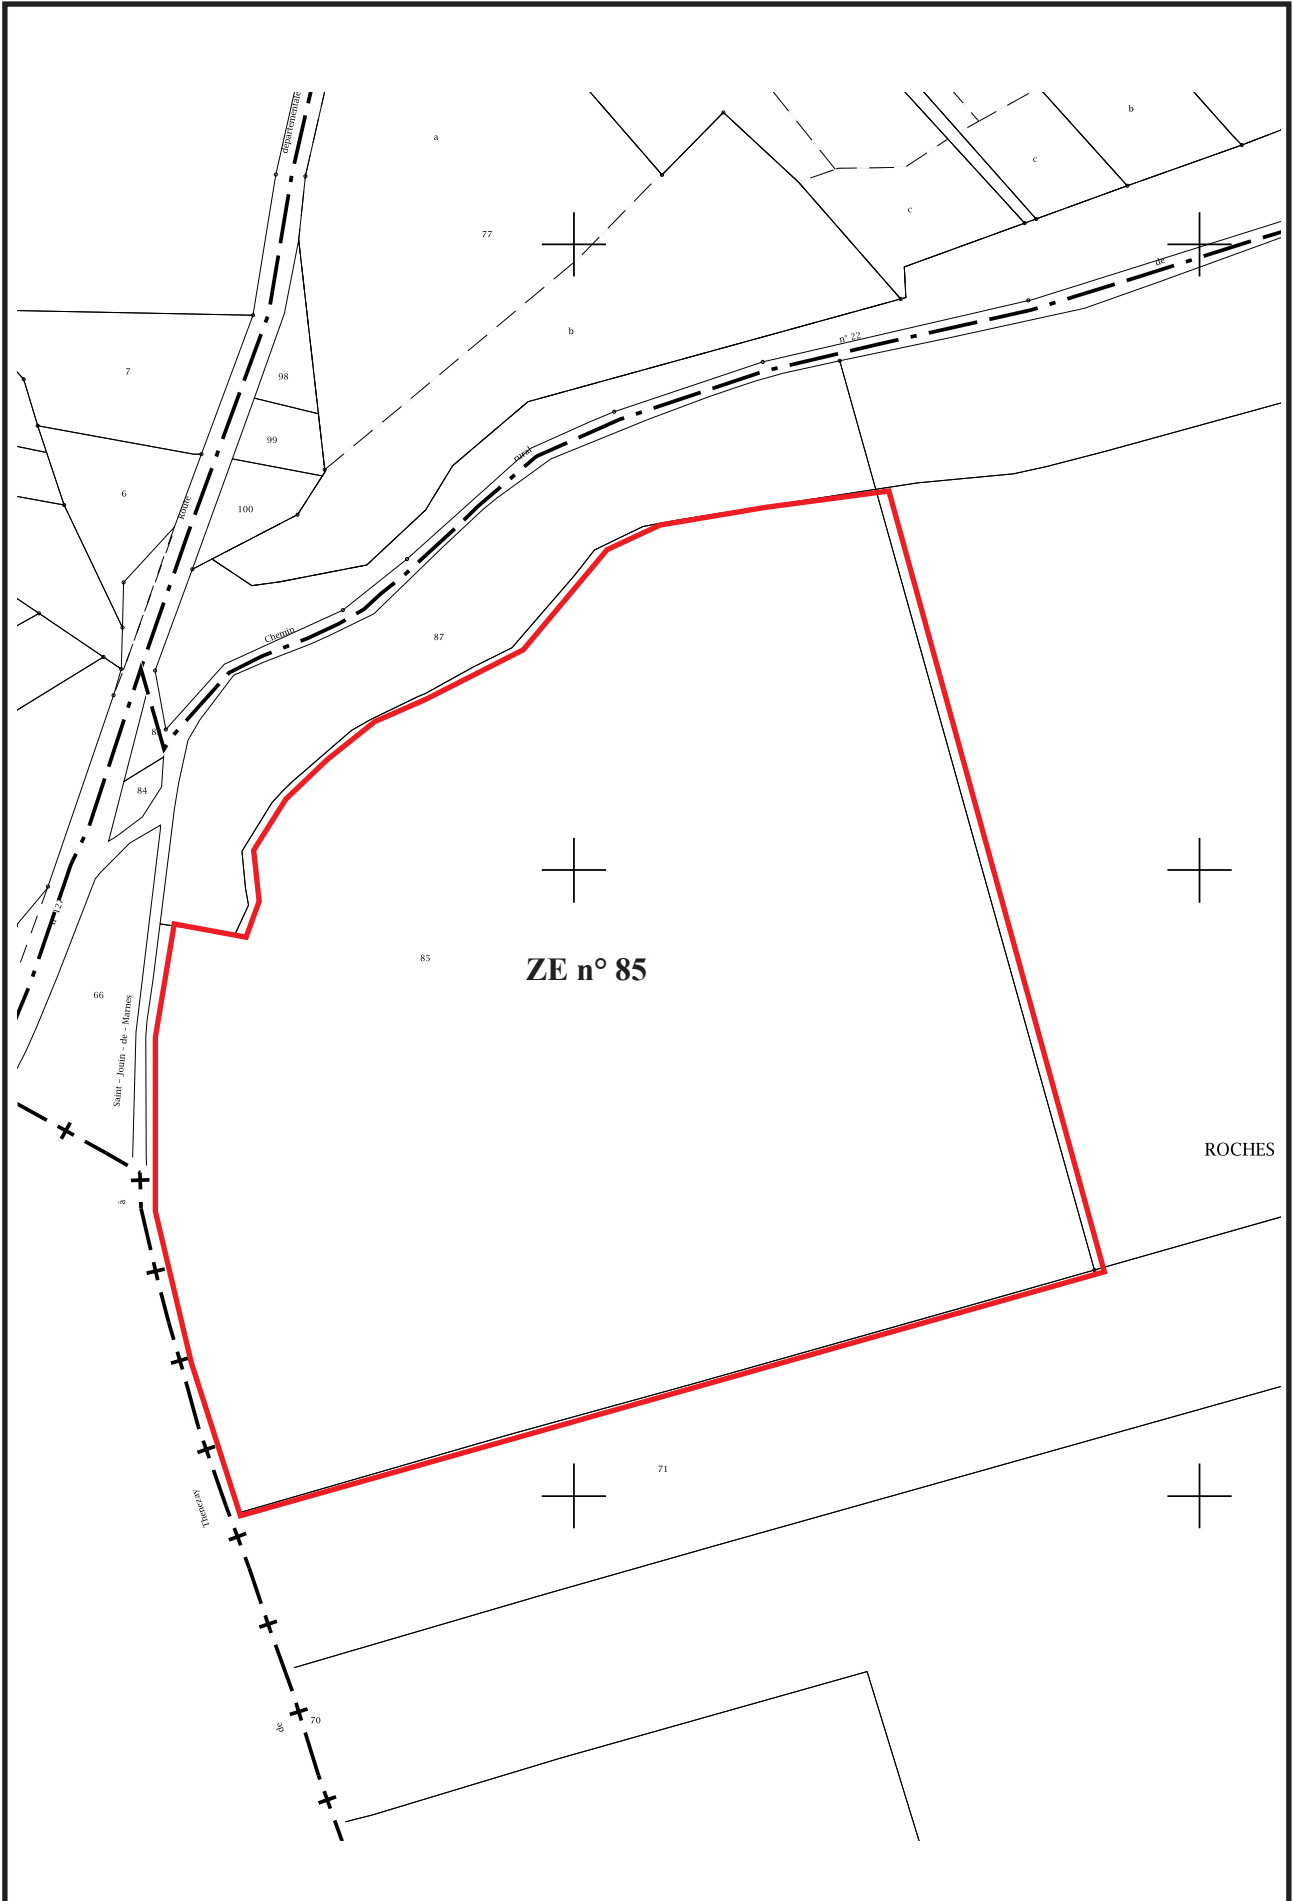 départementale
a
b
c
c
77
de
b
n° 22
7
98
99
rural
6
Route
100
Chemin
87
84
n° 127
85
ZE n° 85
66
Saint - Jouin - de - Marnes
ROCHES
à
71
Thenezay
de
70